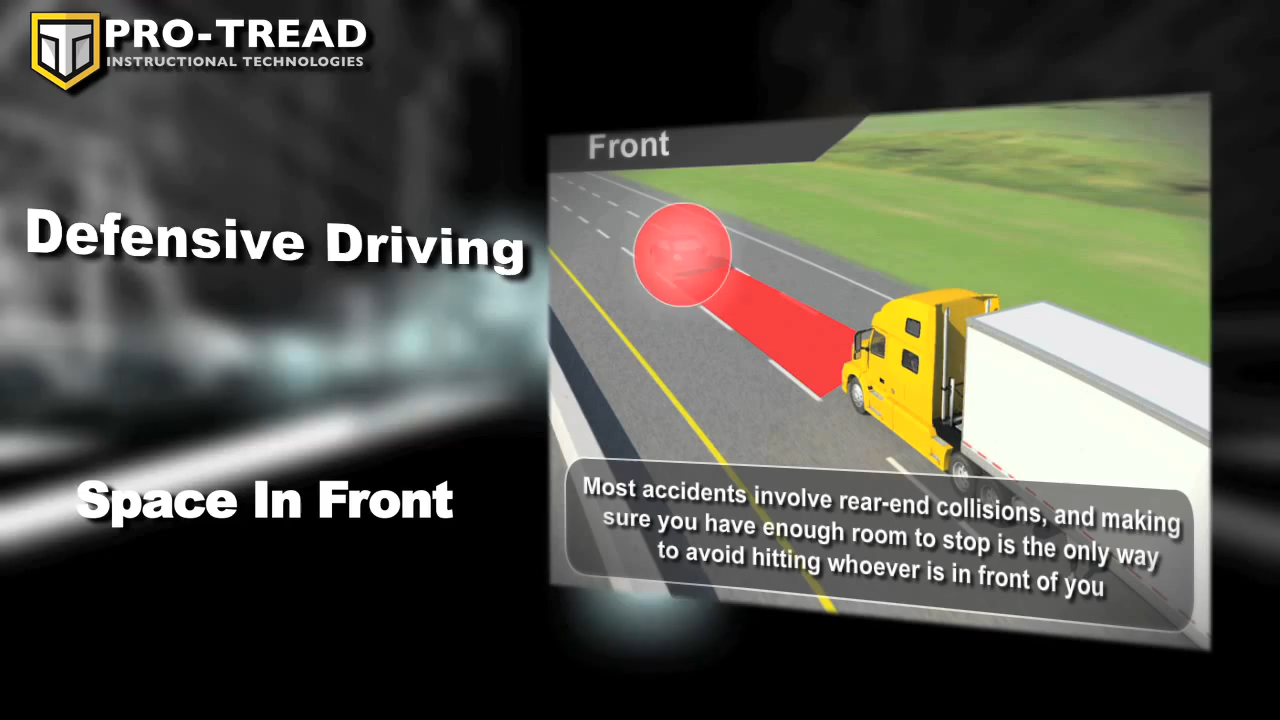 PRO-TREAD
INSTRUCTIONAL TECHNOLOGIES
Front
Defensive Driving
Space In Front
Most accidents involve rear-end collisions, and making
sure you have enough room to stop is the only way
to avoid hitting whoever is in front of you